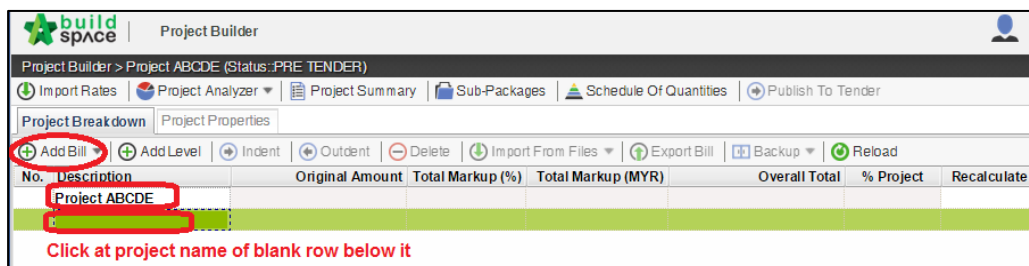 build
space
Project Builder
Project Builder > Project ABCDE (Status::PRE TENDER)
Import Rates Project Analyzer Project Summary Sub-Packages Schedule Of Quantities Publish To Tender
Project Breakdown Project Properties
Add Bill Add Level Indent Outdent Delete Import From Files Export Bill Backup Reload
No. Description Original Amount Total Markup (%) Total Markup (MYR) Overall Total % Project Recalculate
Project ABCDE
Click at project name of blank row below it